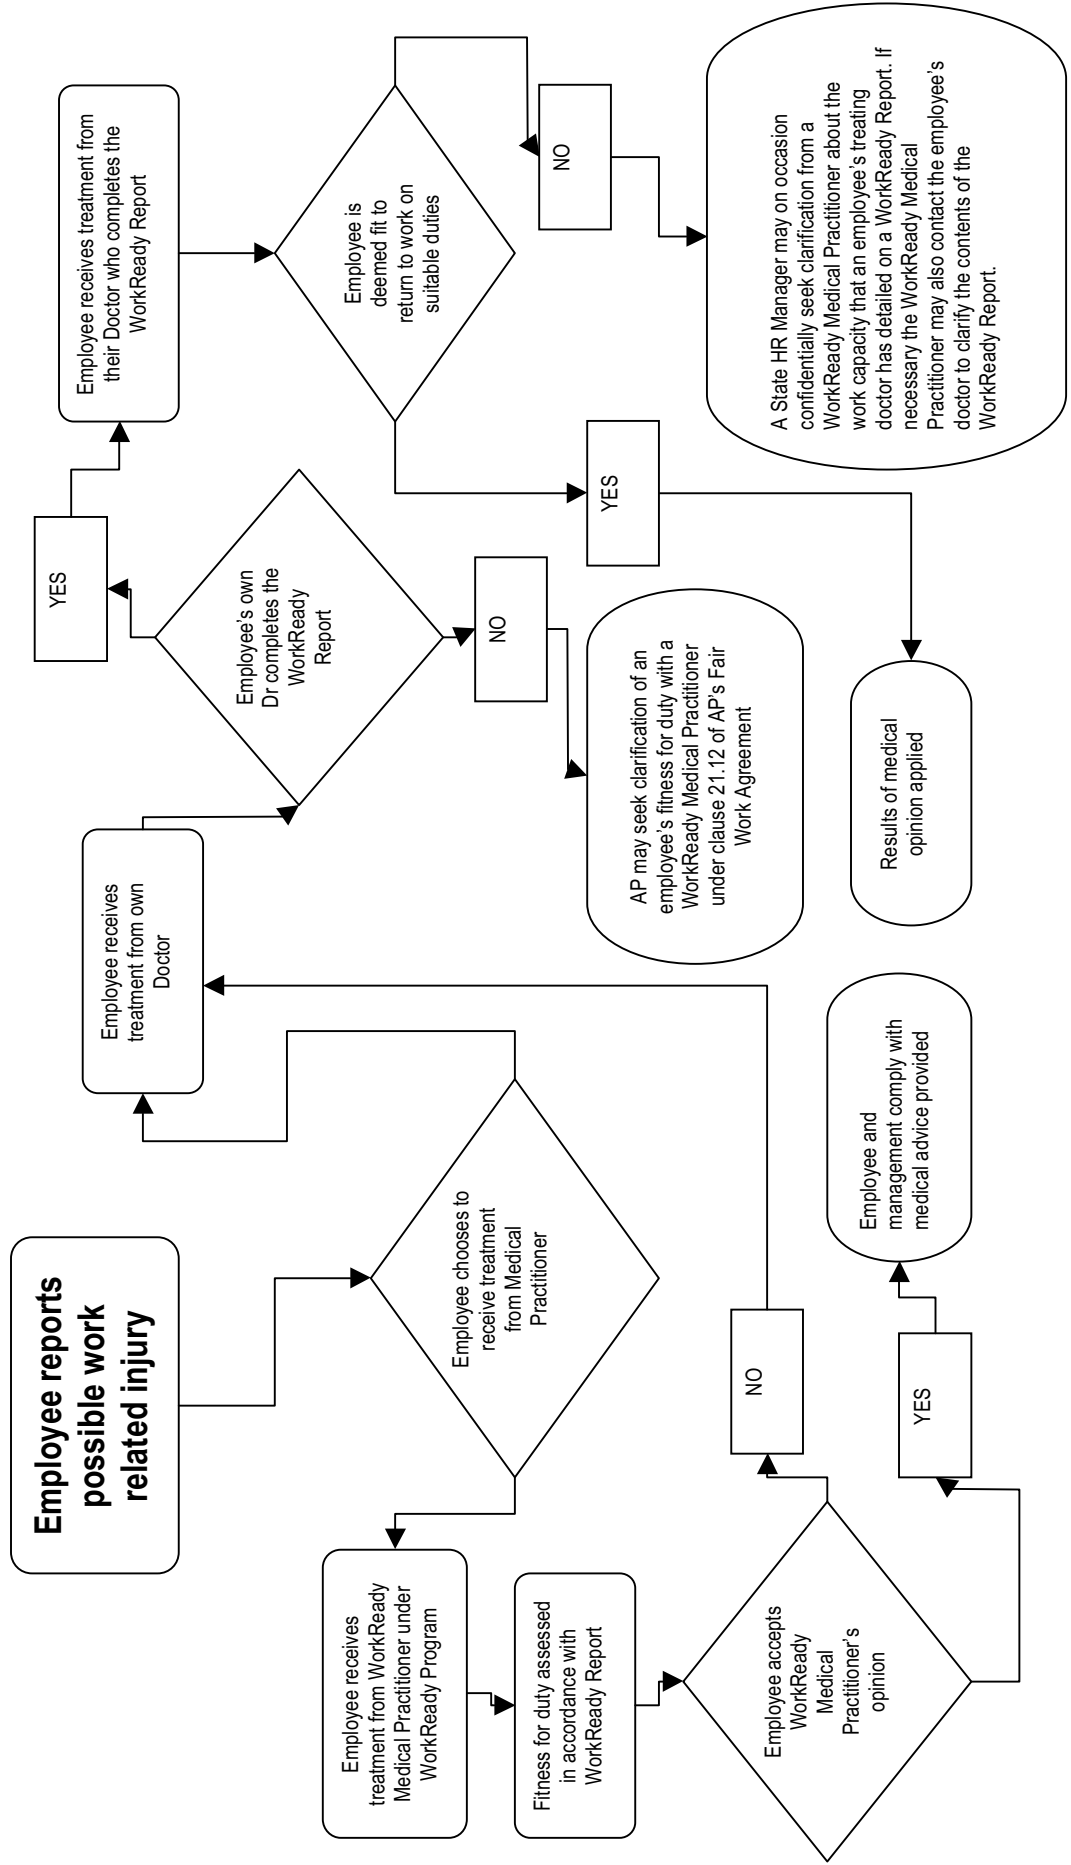 Employee reports
possible work
related injury
Employee chooses to
receive treatment
from Medical
Practitioner
Employee receives
treatment from WorkReady
Medical Practitioner under
WorkReady Program
Fitness for duty assessed
in accordance with
WorkReady Report
Employee accepts
WorkReady
Medical
Practitioner's
opinion
NO
YES
Employee and
management comply with
medical advice provided
Employee receives
treatment from own
Doctor
Employee's own
Dr completes the
WorkReady
Report
YES
NO
AP may seek clarification of an
employee's fitness for duty with a
WorkReady Medical Practitioner
under clause 21.12 of AP's Fair
Work Agreement
Employee receives treatment from
their Doctor who completes the
WorkReady Report
Employee is
deemed fit to
return to work on
suitable duties
YES
NO
Results of medical
opinion applied
A State HR Manager may on occasion
confidentially seek clarification from a
WorkReady Medical Practitioner about the
work capacity that an employee's treating
doctor has detailed on a WorkReady Report. If
necessary the WorkReady Medical
Practitioner may also contact the employee's
doctor to clarify the contents of the
WorkReady Report.